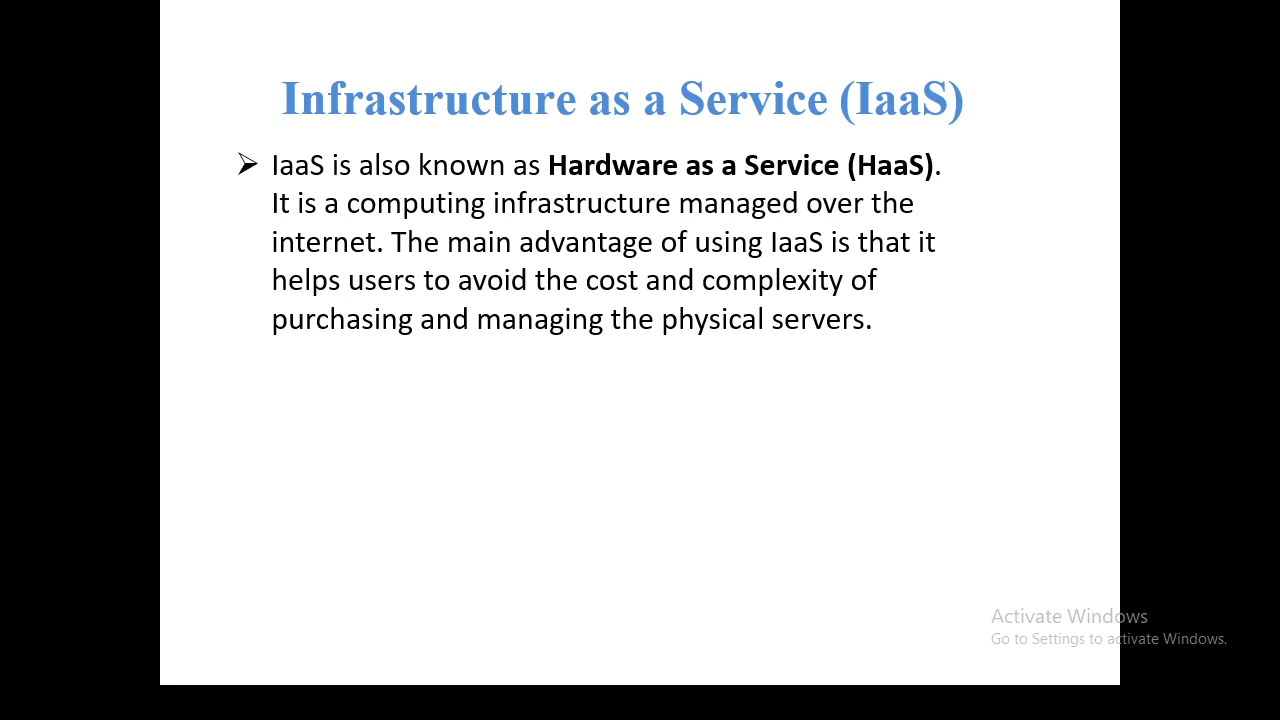 Infrastructure as a Service (IaaS)
➢ IaaS is also known as Hardware as a Service (HaaS).
It is a computing infrastructure managed over the
internet. The main advantage of using IaaS is that it
helps users to avoid the cost and complexity of
purchasing and managing the physical servers.
Activate Windows
Go to Settings to activate Windows.